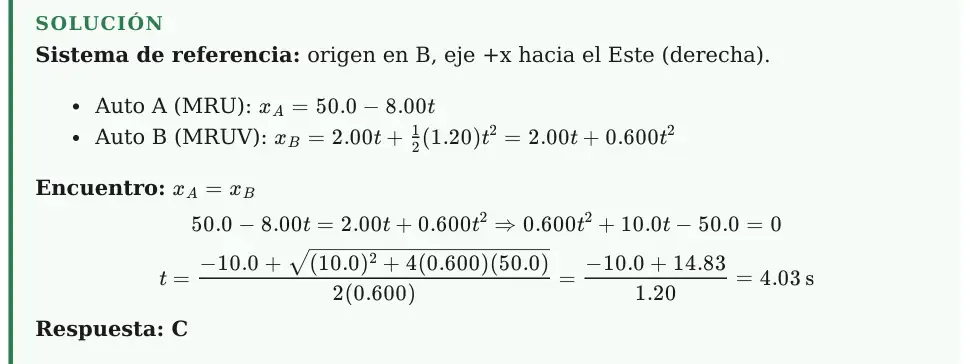 SOLUCIÓN
Sistema de referencia: origen en B, eje +x hacia el Este (derecha).
• Auto A (MRU): x_A = 50.0 − 8.00t
• Auto B (MRUV): x_B = 2.00t + 1/2(1.20)t² = 2.00t + 0.600t²
Encuentro: x_A = x_B
50.0 − 8.00t = 2.00t + 0.600t² ⇒ 0.600t² + 10.0t − 50.0 = 0
t = (−10.0 + √((10.0)² + 4(0.600)(50.0))) / 2(0.600) = (−10.0 + 14.83) / 1.20 = 4.03 s
Respuesta: C